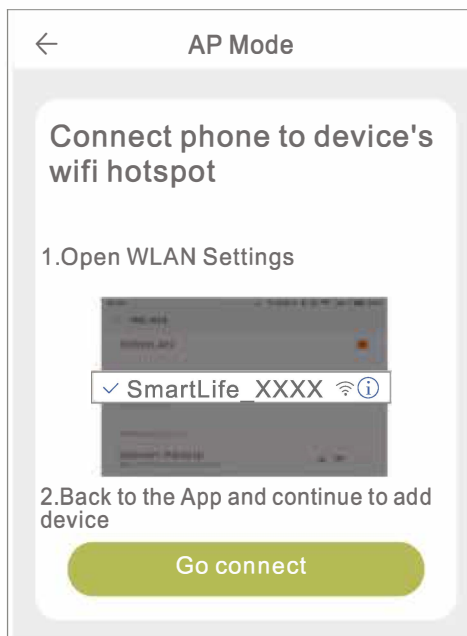 AP Mode
Connect phone to device's
wifi hotspot
1.Open WLAN Settings
SmartLife_XXXX
2.Back to the App and continue to add
device
Go connect